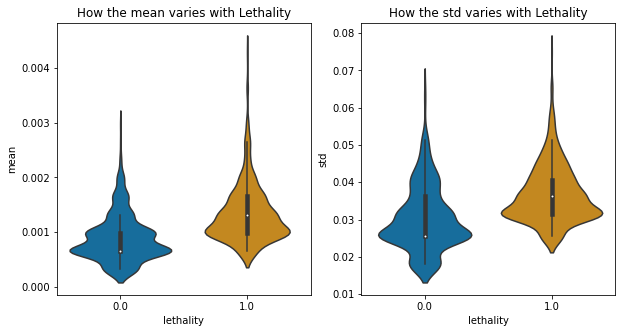 How the mean varies with Lethality
mean
0.004
0.003
0.002
0.001
0.000
0.0
1.0
lethality
How the std varies with Lethality
std
0.08
0.07
0.06
0.05
0.04
0.03
0.02
0.01
0.0
1.0
lethality